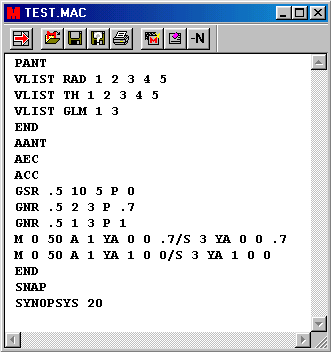 TEST.MAC
-N
PANT
VLIST RAD 1 2 3 4 5
VLIST TH 1 2 3 4 5
VLIST GLM 1 3
END
AANT
AEC
ACC
GSR .5 10 5 P 0
GNR .5 2 3 P .7
GNR .5 1 3 P 1
M 0 50 A 1 YA 0 0 .7/S 3 YA 0 0 .7
M 0 50 A 1 YA 1 0 0/S 3 YA 1 0 0
END
SNAP
SYNOPSYS 20